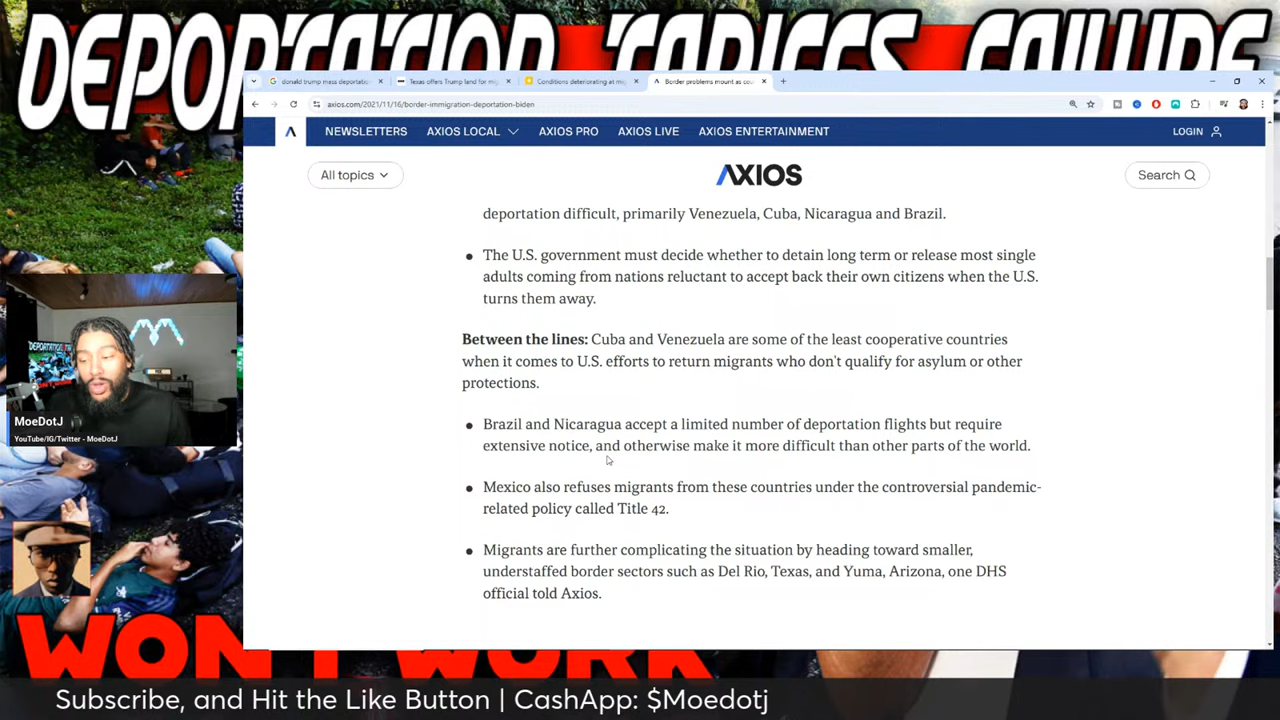 DEPORTATION, TARIFFS, FAILURE
donald trump mass deportatio
Texas offers Trump land for mi
Conditions deteriorating at mi
Border problems mount as cou
axios.com/2021/11/16/border-immigration-deportation-biden
NEWSLETTERS AXIOS LOCAL AXIOS PRO AXIOS LIVE AXIOS ENTERTAINMENT LOGIN
All topics AXIOS Search
deportation difficult, primarily Venezuela, Cuba, Nicaragua and Brazil.
The U.S. government must decide whether to detain long term or release most single
adults coming from nations reluctant to accept back their own citizens when the U.S.
turns them away.
Between the lines: Cuba and Venezuela are some of the least cooperative countries
when it comes to U.S. efforts to return migrants who don't qualify for asylum or other
protections.
Brazil and Nicaragua accept a limited number of deportation flights but require
extensive notice, and otherwise make it more difficult than other parts of the world.
Mexico also refuses migrants from these countries under the controversial pandemic-
related policy called Title 42.
Migrants are further complicating the situation by heading toward smaller,
understaffed border sectors such as Del Rio, Texas, and Yuma, Arizona, one DHS
official told Axios.
MoeDotJ
YouTube/IG/Twitter - MoeDotJ
WON'T WORK
Subscribe, and Hit the Like Button | CashApp: $Moedotj